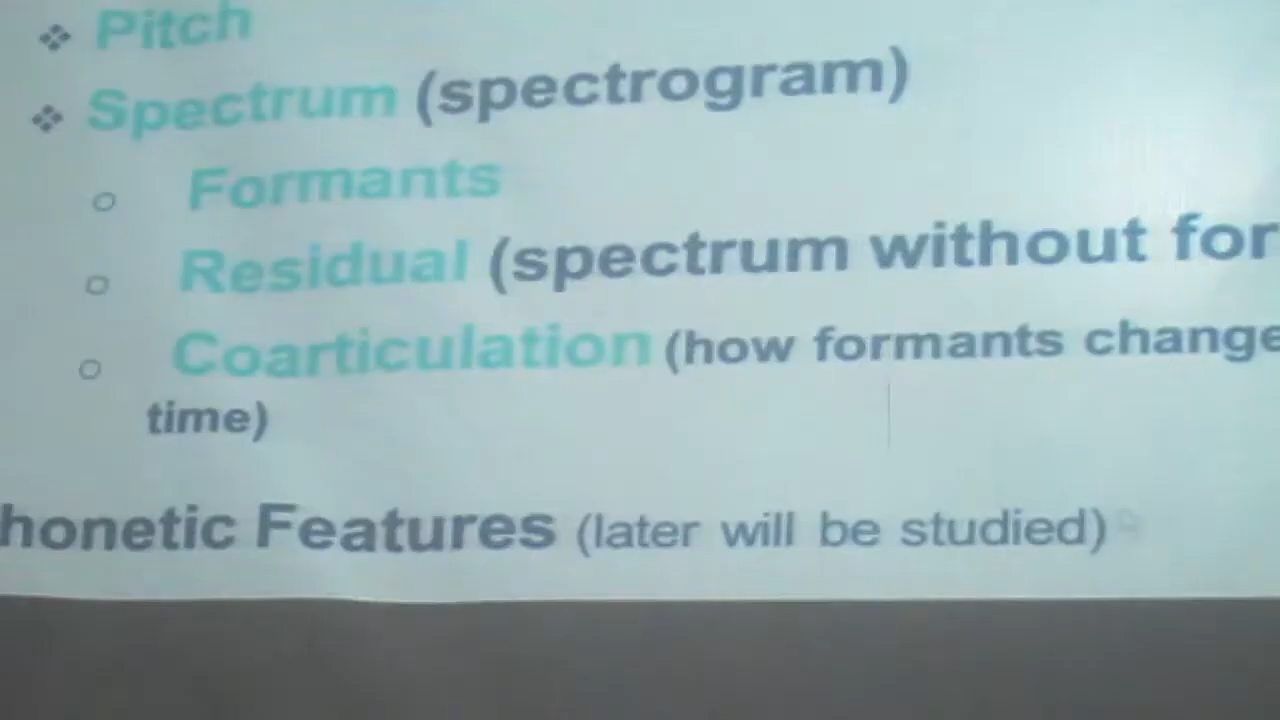 Pitch
Spectrum (spectrogram)
Formants
Residual (spectrum without for
Coarticulation (how formants change
time)
honetic Features (later will be studied)